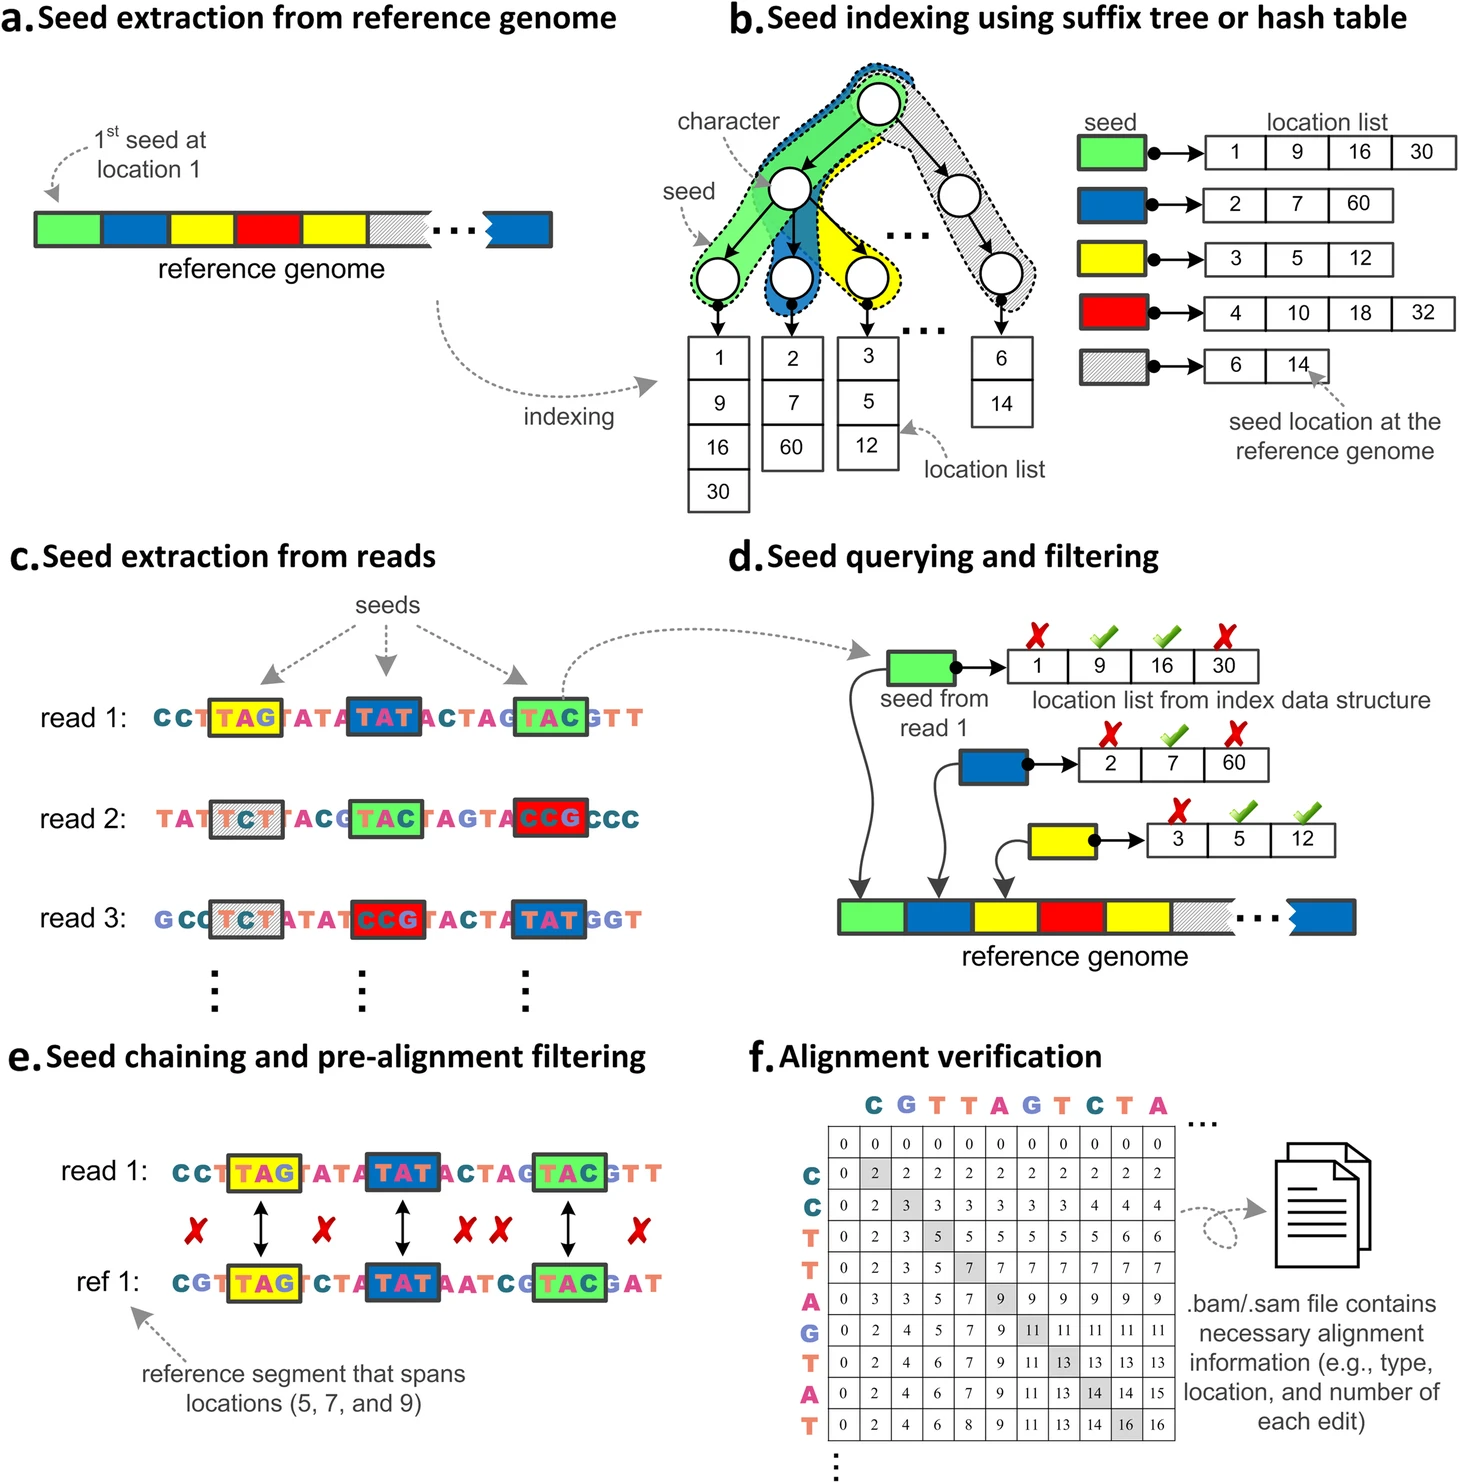 a. Seed extraction from reference genome
1st seed at
location 1
reference genome
indexing
b. Seed indexing using suffix tree or hash table
character
seed
... 
...
1 2 3 6
9 7 5 14
16 60 12
30
location list
seed location list
1 9 16 30
2 7 60
3 5 12
4 10 18 32
6 14
seed location at the
reference genome
c. Seed extraction from reads
seeds
read 1: CCTTAGTATATATACTAGTACGTT
read 2: TATTCTTACGTACTAGTACCGCCC
read 3: GCCTCTATATCCGTACTATATGGT
d. Seed querying and filtering
1 9 16 30
seed from
read 1
location list from index data structure
2 7 60
3 5 12
reference genome
e. Seed chaining and pre-alignment filtering
read 1: CCTTAGTATATATACTAGTACGTT
ref 1: CGTTAGTCTATATAATCGTACGAT
reference segment that spans
locations (5, 7, and 9)
f. Alignment verification
C G T T A G T C T A ...
0 0 0 0 0 0 0 0 0 0 0
C 0 2 2 2 2 2 2 2 2 2 2
C 0 2 3 3 3 3 3 3 4 4 4
T 0 2 3 5 5 5 5 5 5 6 6
T 0 2 3 5 7 7 7 7 7 7 7
A 0 3 3 5 7 9 9 9 9 9 9
G 0 2 4 5 7 9 11 11 11 11 11
T 0 2 4 6 7 9 11 13 13 13 13
A 0 2 4 6 7 9 11 13 14 14 15
T 0 2 4 6 8 9 11 13 14 16 16
.bam/.sam file contains
necessary alignment
information (e.g., type,
location, and number of
each edit)